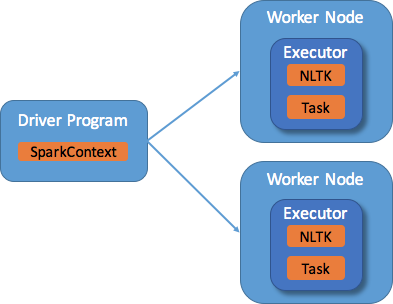 Driver Program
SparkContext
Worker Node
Executor
NLTK
Task
Worker Node
Executor
NLTK
Task